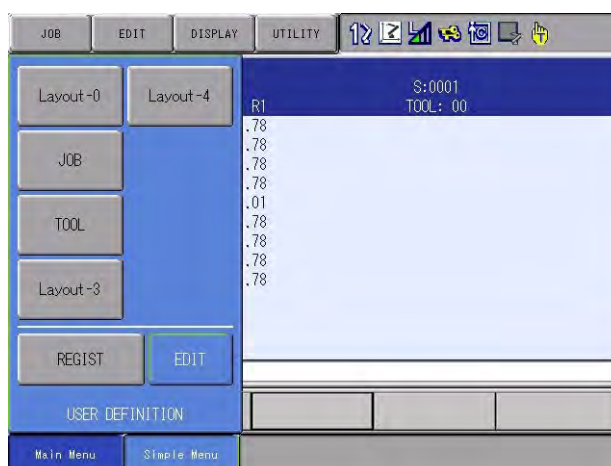 JOB EDIT DISPLAY UTILITY
Layout-0 Layout-4
JOB
TOOL
Layout-3
REGIST EDIT
USER DEFINITION
Main Menu Simple Menu
S:0001
R1 TOOL: 00
.78
.78
.78
.78
.01
.78
.78
.78
.78